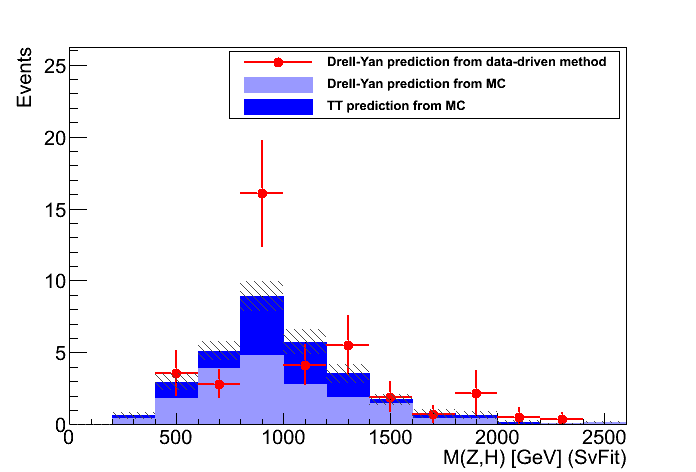 Events
25
20
15
10
5
0
Drell-Yan prediction from data-driven method
Drell-Yan prediction from MC
TT prediction from MC
0 500 1000 1500 2000 2500
M(Z,H) [GeV] (SvFit)